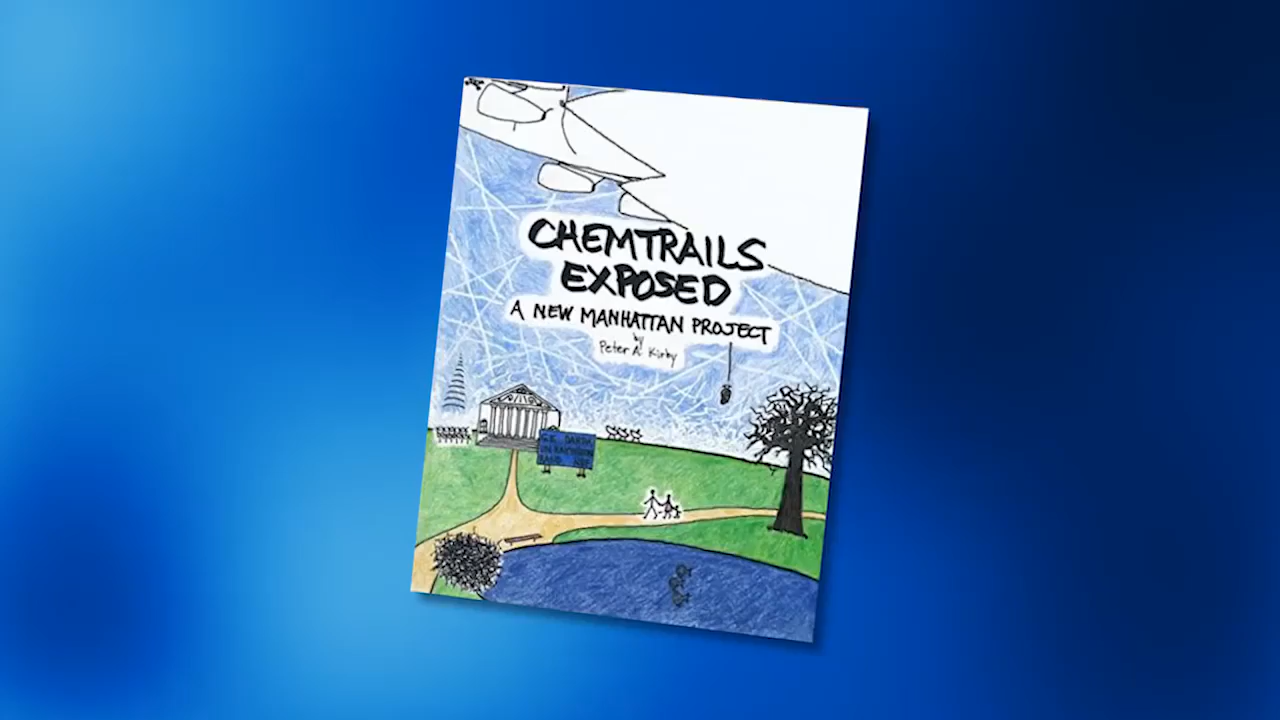 CHEMTRAILS
EXPOSED
A NEW MANHATTAN PROJECT
by
Peter A. Kirby